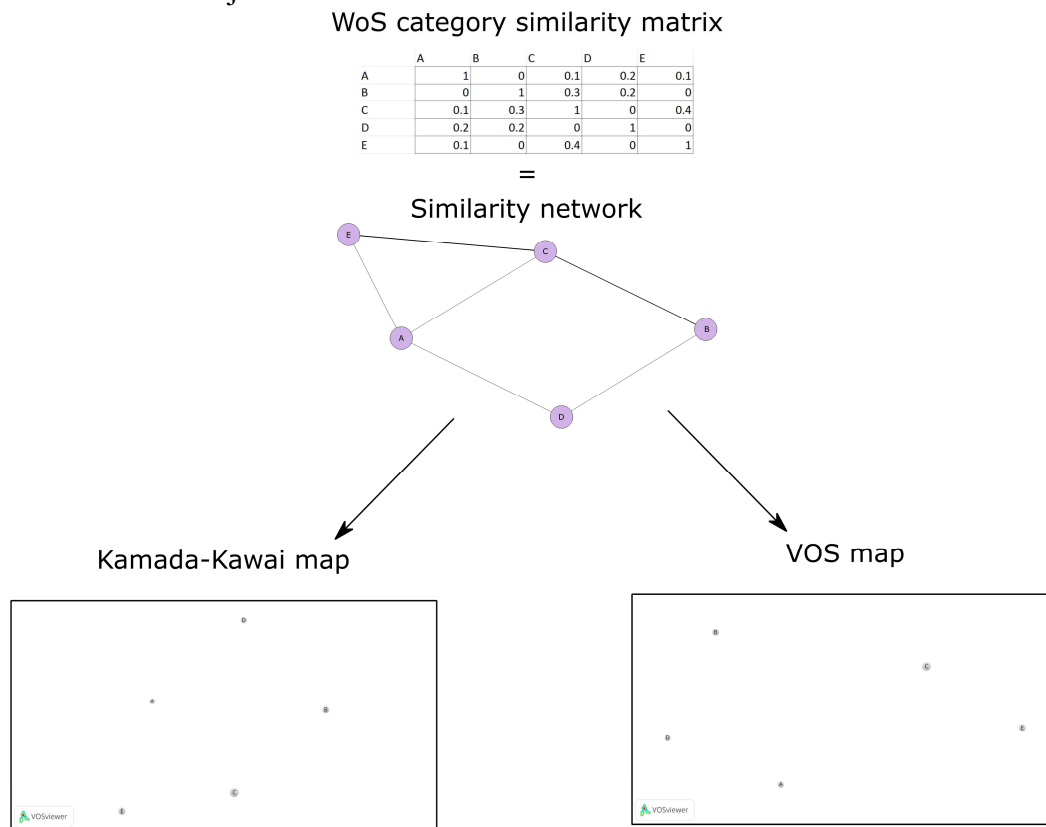 WoS category similarity matrix
A B C D E
A 1 0 0.1 0.2 0.1
B 0 1 0.3 0.2 0
C 0.1 0.3 1 0 0.4
D 0.2 0.2 0 1 0
E 0.1 0 0.4 0 1
=
Similarity network
E
C
B
A
D
Kamada-Kawai map
VOS map
D
A
B
C
E
VOSviewer
B
C
E
D
A
VOSviewer